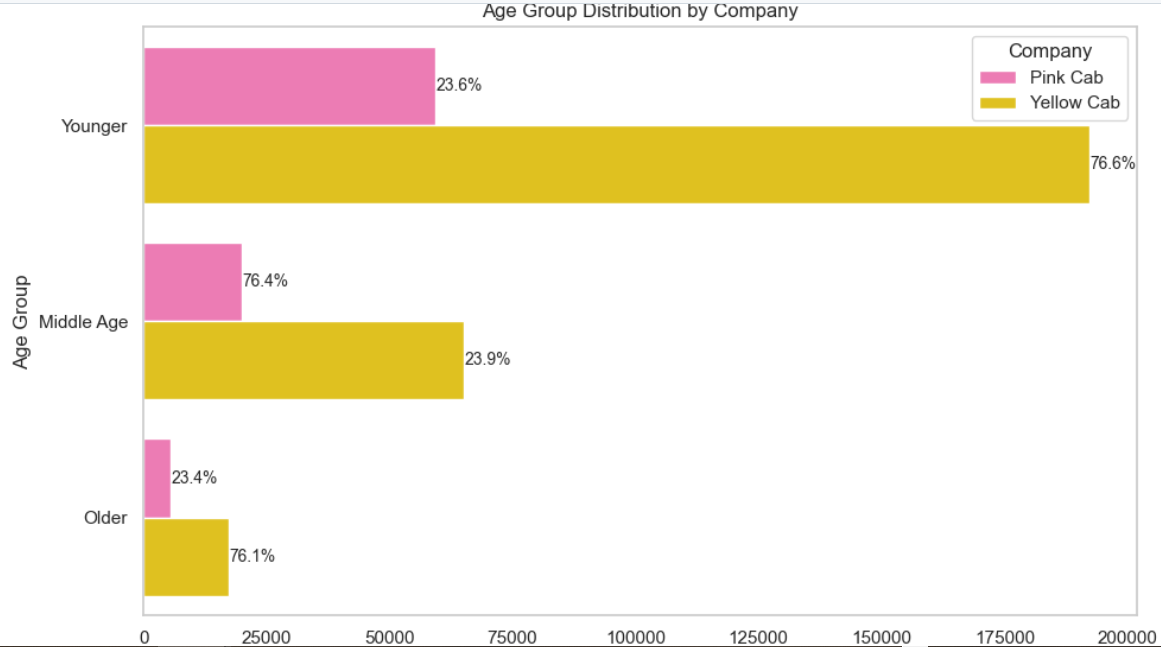 Age Group Distribution by Company
Company
Pink Cab
Yellow Cab
23.6%
Younger
76.6%
76.4%
Age Group
Middle Age
23.9%
23.4%
Older
76.1%
0 25000 50000 75000 100000 125000 150000 175000 200000